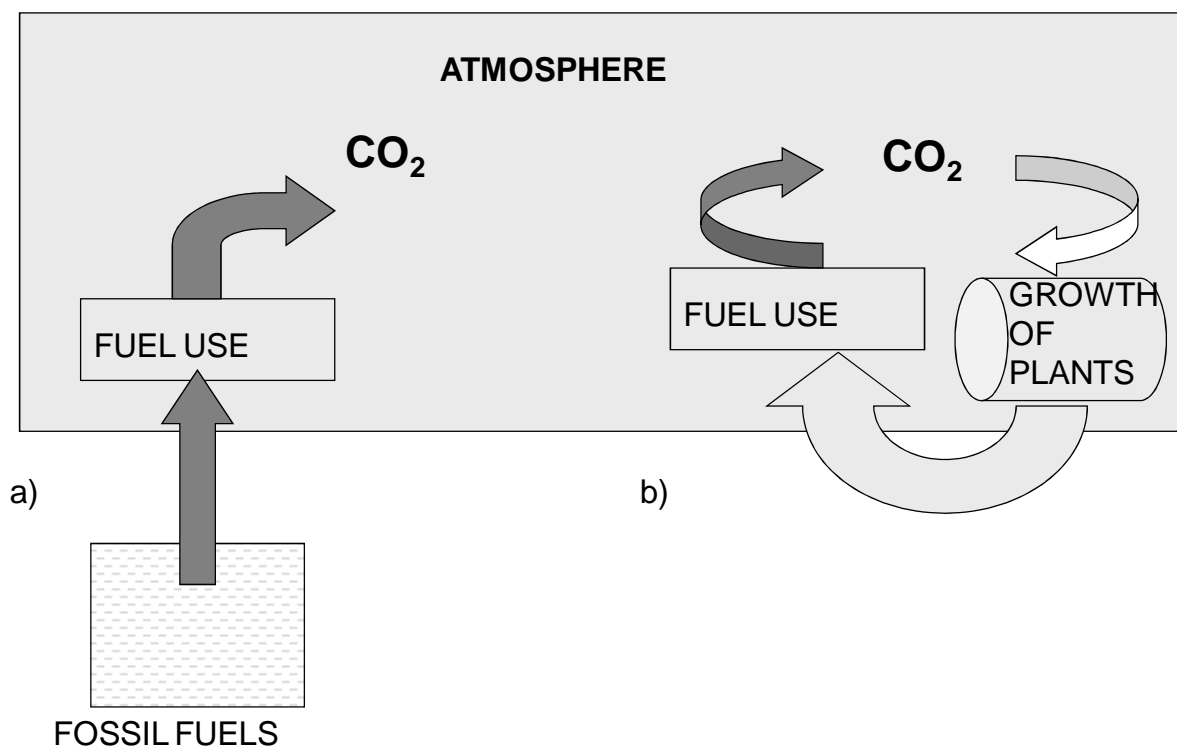 ATMOSPHERE
CO₂
FUEL USE
a)
FOSSIL FUELS
CO₂
FUEL USE
GROWTH
OF
PLANTS
b)